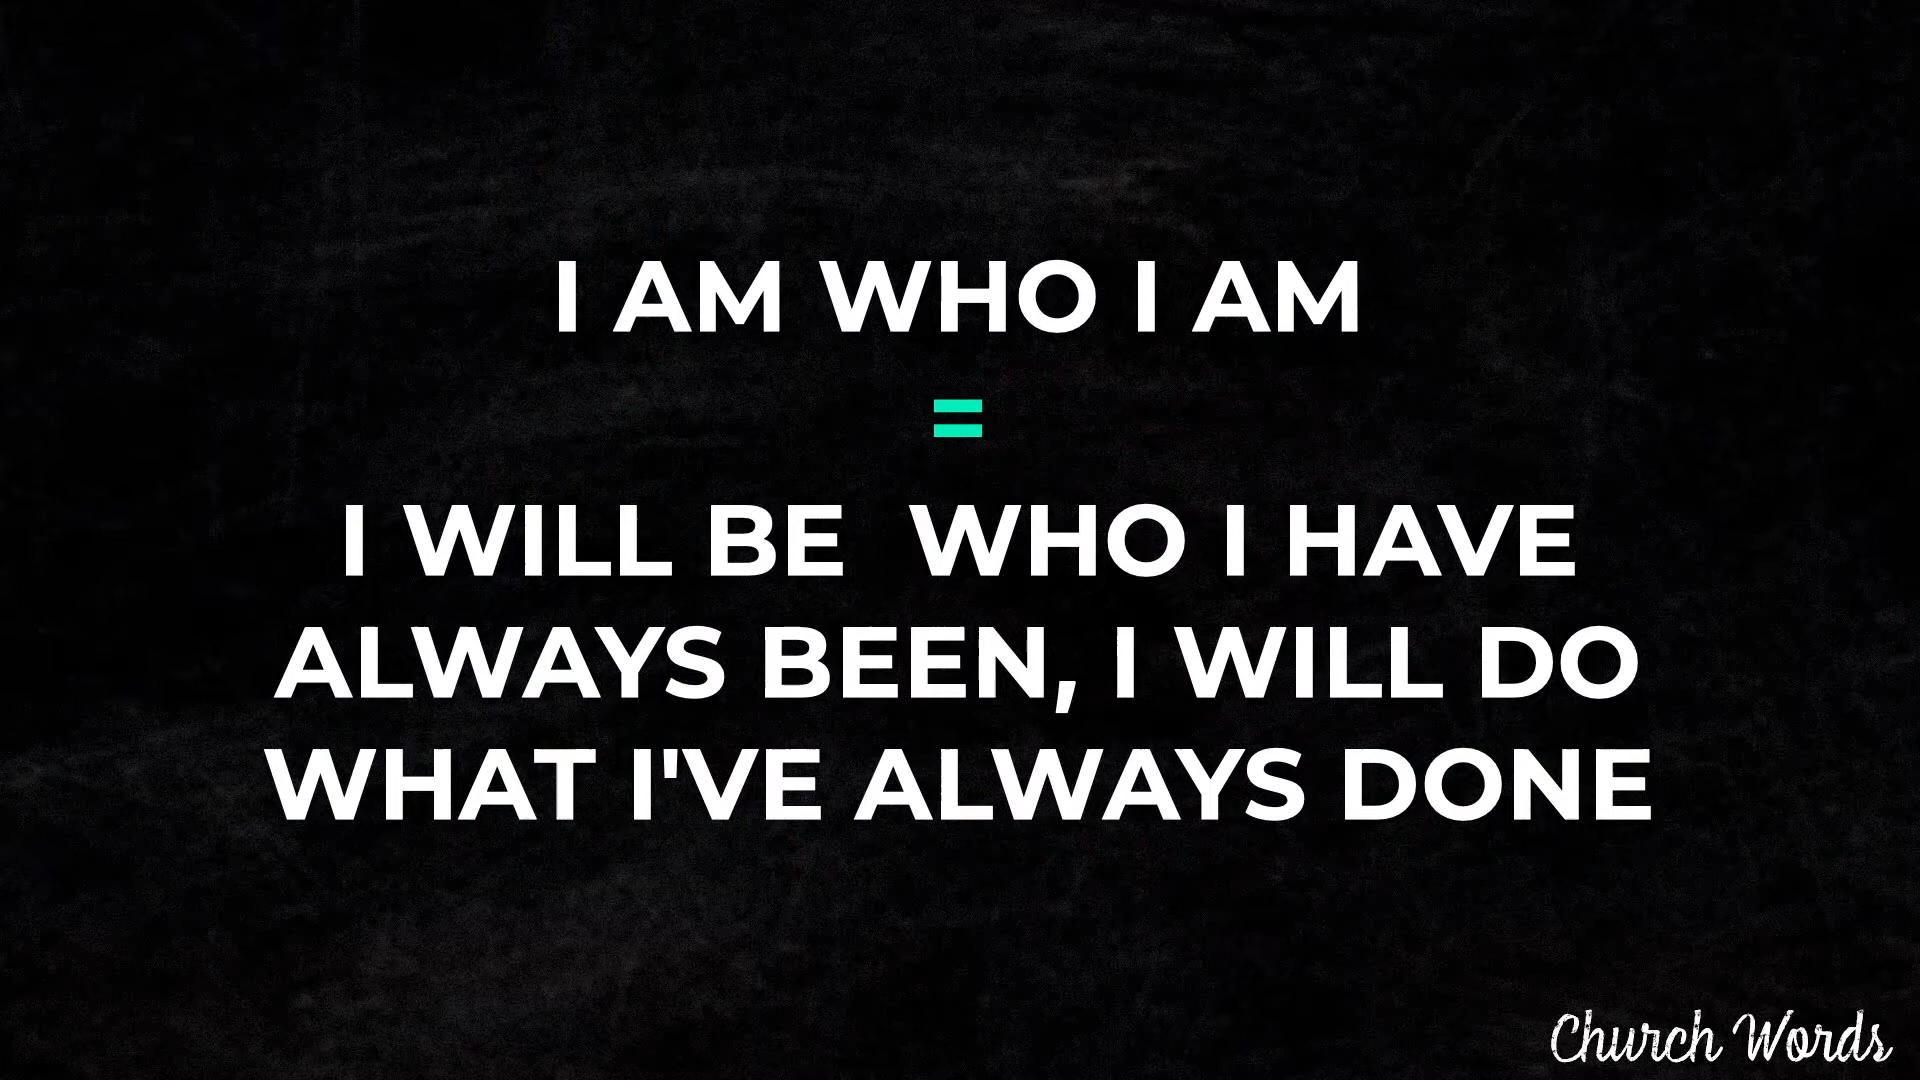 I AM WHO I AM
=
I WILL BE  WHO I HAVE
ALWAYS BEEN, I WILL DO
WHAT I'VE ALWAYS DONE
Church Words